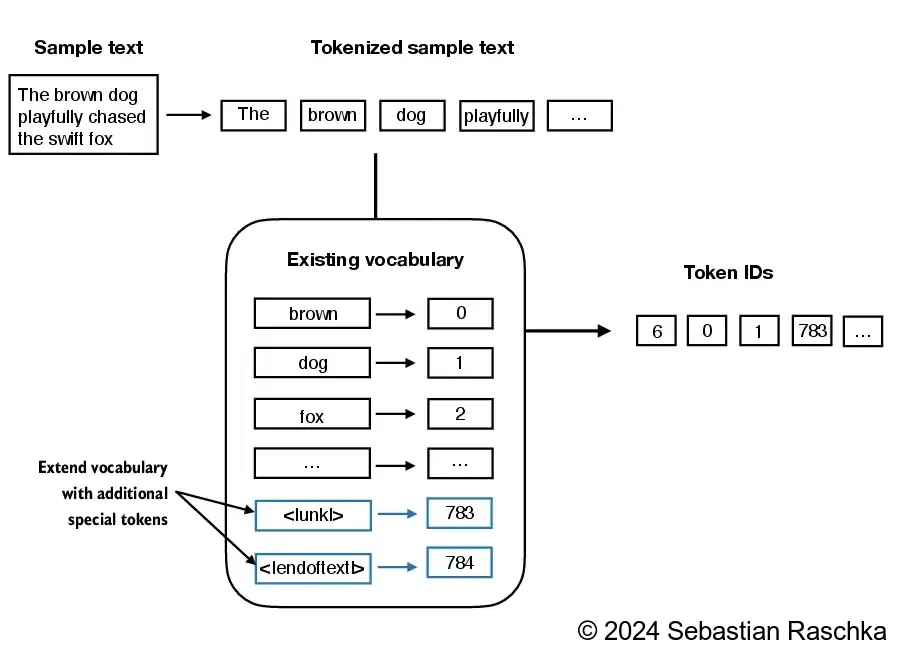 Sample text
Tokenized sample text
The brown dog
playfully chased
the swift fox
The brown dog playfully ...
Existing vocabulary
brown 0
dog 1
fox 2
... ...
<|unk|> 783
<|endoftext|> 784
Extend vocabulary
with additional
special tokens
Token IDs
6 0 1 783 ...
© 2024 Sebastian Raschka